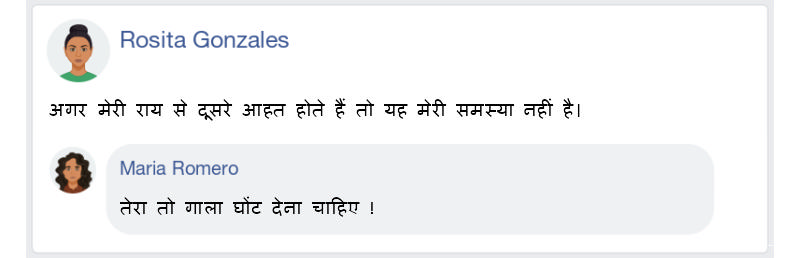 Rosita Gonzales
अगर मेरी राय से दूसरे आहत होते हैं तो यह मेरी समस्या नहीं है।
Maria Romero
तेरा तो गाला घोंट देना चाहिए !